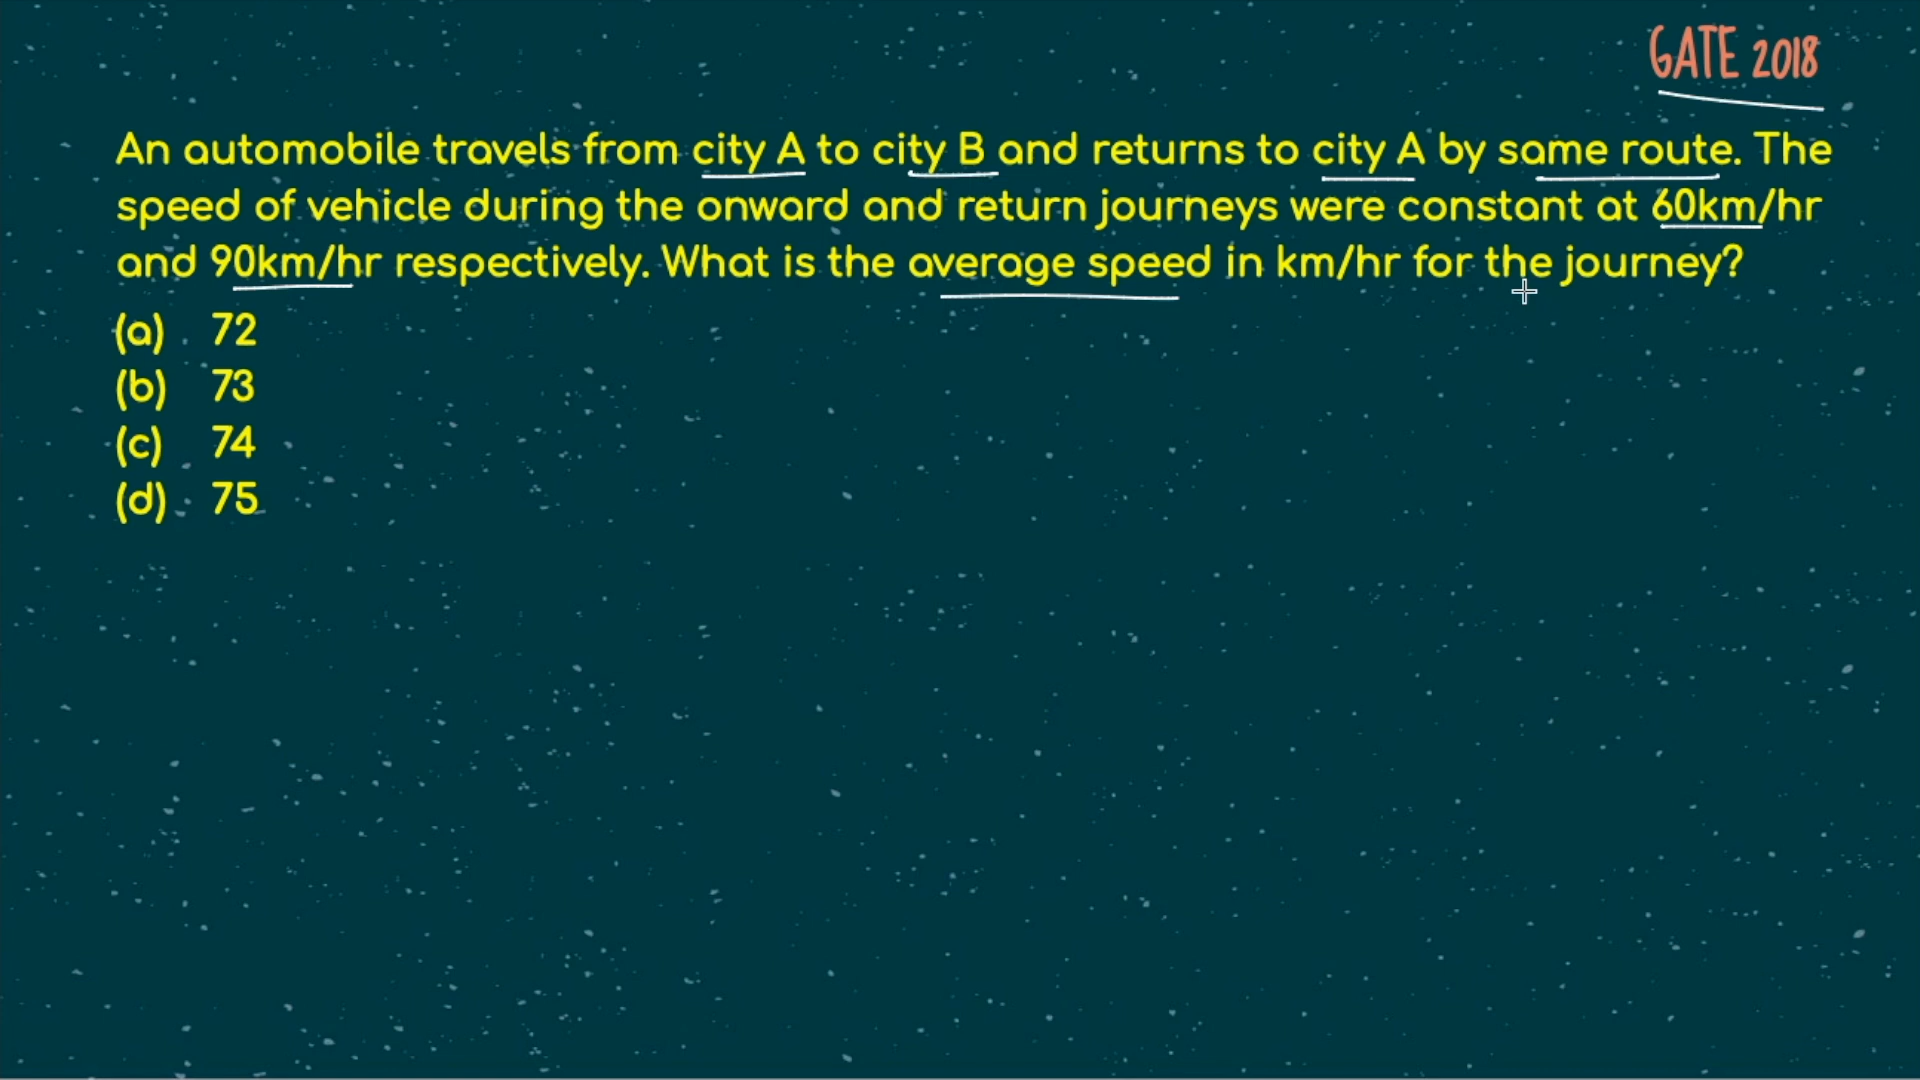 GATE 2018
An automobile travels from city A to city B and returns to city A by same route. The
speed of vehicle during the onward and return journeys were constant at 60km/hr
and 90km/hr respectively. What is the average speed in km/hr for the journey?
(a) 72
(b) 73
(c) 74
(d) 75